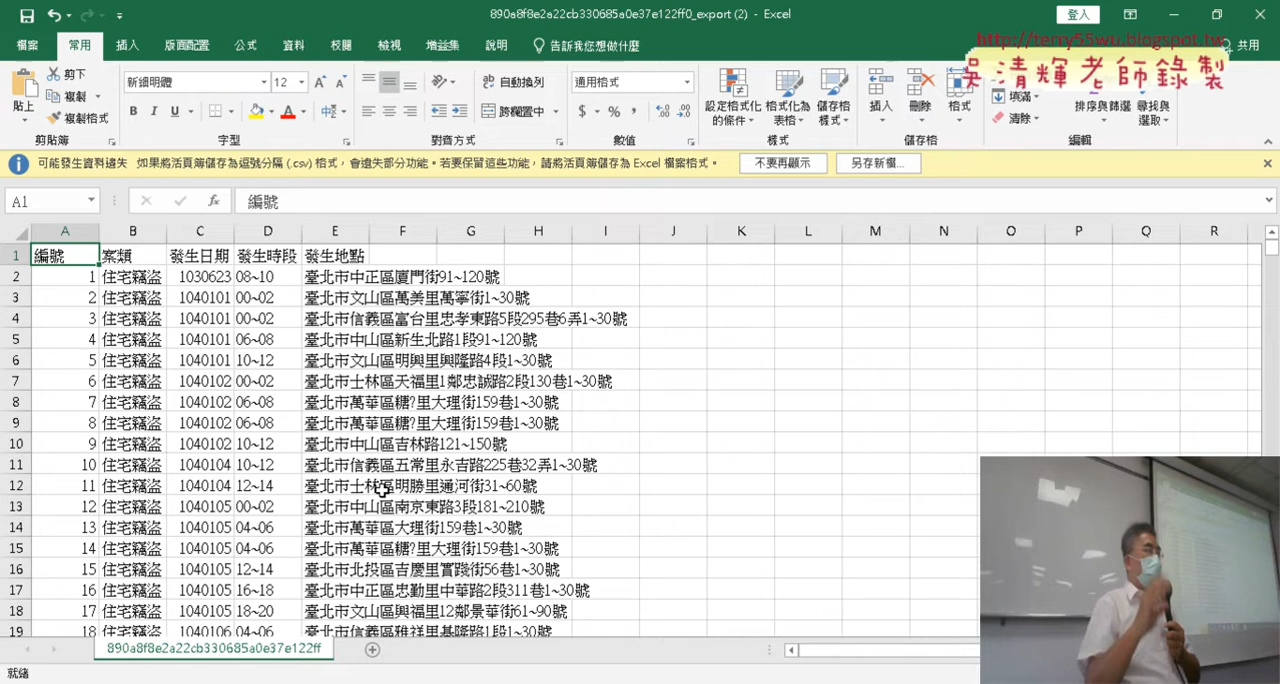 890a8f8e2a22cb330685a0e37e122ff0_export (2) - Excel
登入
http://terry55wu.blogspot.tw
吳清輝老師錄製
檔案 常用 插入 版面配置 公式 資料 校閱 檢視 增益集 說明 告訴我您想做什麼 共用
貼上 剪下 複製 複製格式 剪貼簿
新細明體 12 B I U 字型
自動換列 跨欄置中 對齊方式
通用格式 $ % 數值
設定格式化的條件 格式化為表格 儲存格樣式 樣式
插入 刪除 格式 儲存格
填滿 清除 排序與篩選 尋找與選取 編輯
可能發生資料遺失 如果將活頁簿儲存為逗號分隔 (.csv) 格式，會遺失部分功能。若要保留這些功能，請將活頁簿儲存為 Excel 檔案格式。 不要再顯示 另存新檔...
A1 fx 編號
A B C D E F G H I J K L M N O P Q R
1 編號 案類 發生日期 發生時段 發生地點
2 1 住宅竊盜 1030623 08~10 臺北市中正區廈門街91~120號
3 2 住宅竊盜 1040101 00~02 臺北市文山區萬美里萬寧街1~30號
4 3 住宅竊盜 1040101 00~02 臺北市信義區富台里忠孝東路5段295巷6弄1~30號
5 4 住宅竊盜 1040101 06~08 臺北市中山區新生北路1段91~120號
6 5 住宅竊盜 1040101 10~12 臺北市文山區明興里興隆路4段1~30號
7 6 住宅竊盜 1040102 00~02 臺北市士林區天福里1鄰忠誠路2段130巷1~30號
8 7 住宅竊盜 1040102 06~08 臺北市萬華區糖?里大理街159巷1~30號
9 8 住宅竊盜 1040102 06~08 臺北市萬華區糖?里大理街159巷1~30號
10 9 住宅竊盜 1040102 10~12 臺北市中山區吉林路121~150號
11 10 住宅竊盜 1040104 10~12 臺北市信義區五常里永吉路225巷32弄1~30號
12 11 住宅竊盜 1040104 12~14 臺北市士林區明勝里通河街31~60號
13 12 住宅竊盜 1040105 00~02 臺北市中山區南京東路3段181~210號
14 13 住宅竊盜 1040105 04~06 臺北市萬華區大理街159巷1~30號
15 14 住宅竊盜 1040105 04~06 臺北市萬華區糖?里大理街159巷1~30號
16 15 住宅竊盜 1040105 12~14 臺北市北投區吉慶里實踐街56巷1~30號
17 16 住宅竊盜 1040105 16~18 臺北市中正區忠勤里中華路2段311巷1~30號
18 17 住宅竊盜 1040105 18~20 臺北市文山區興福里12鄰景華街61~90號
19 18 住宅竊盜 1040106 04~06 臺北市信義區雅祥里基隆路1段1~30號
890a8f8e2a22cb330685a0e37e122ff
就緒